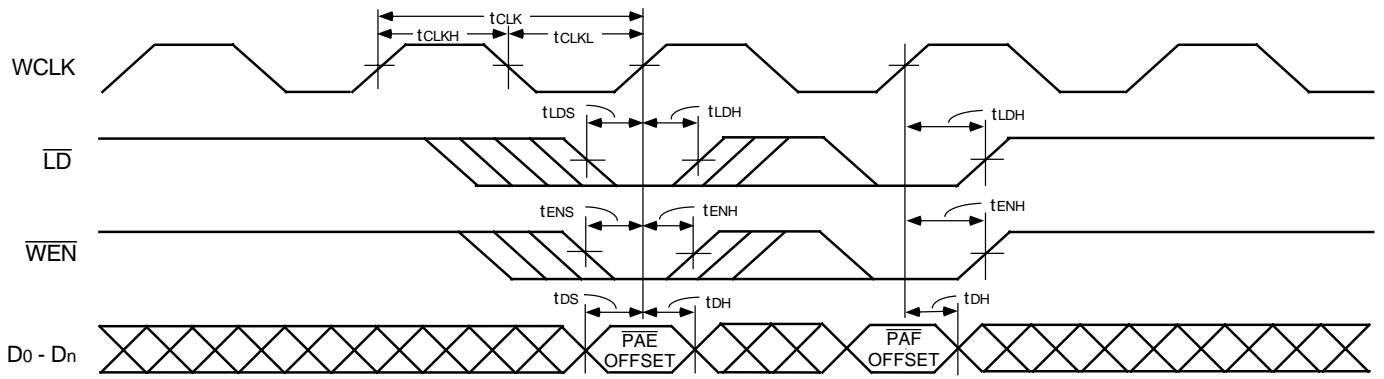 tCLK
tCLKH tCLKL
WCLK
tLDS tLDH tLDH
LD
tENS tENH tENH
WEN
tDS tDH tDH
D0 - Dn
PAE OFFSET
PAF OFFSET